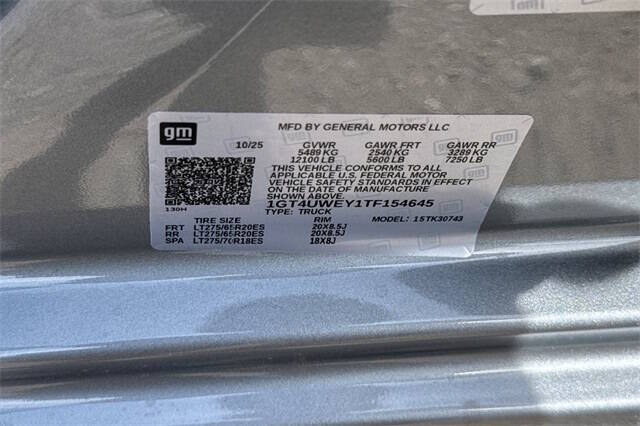 gm
MFD BY GENERAL MOTORS LLC
10/25 GVWR GAWR FRT GAWR RR
5489 KG 2540 KG 3289 KG
12100 LB 5600 LB 7250 LB
THIS VEHICLE CONFORMS TO ALL
APPLICABLE U.S. FEDERAL MOTOR
VEHICLE SAFETY STANDARDS IN EFFECT
ON THE DATE OF MANUFACTURE
SHOWN ABOVE.
1GT4UWEY1TF154645
130H TYPE: TRUCK MODEL: 15TK30743
TIRE SIZE RIM
FRT LT275/65R20ES 20X8.5J
RR LT275/65R20ES 20X8.5J
SPA LT275/70R18ES 18X8J